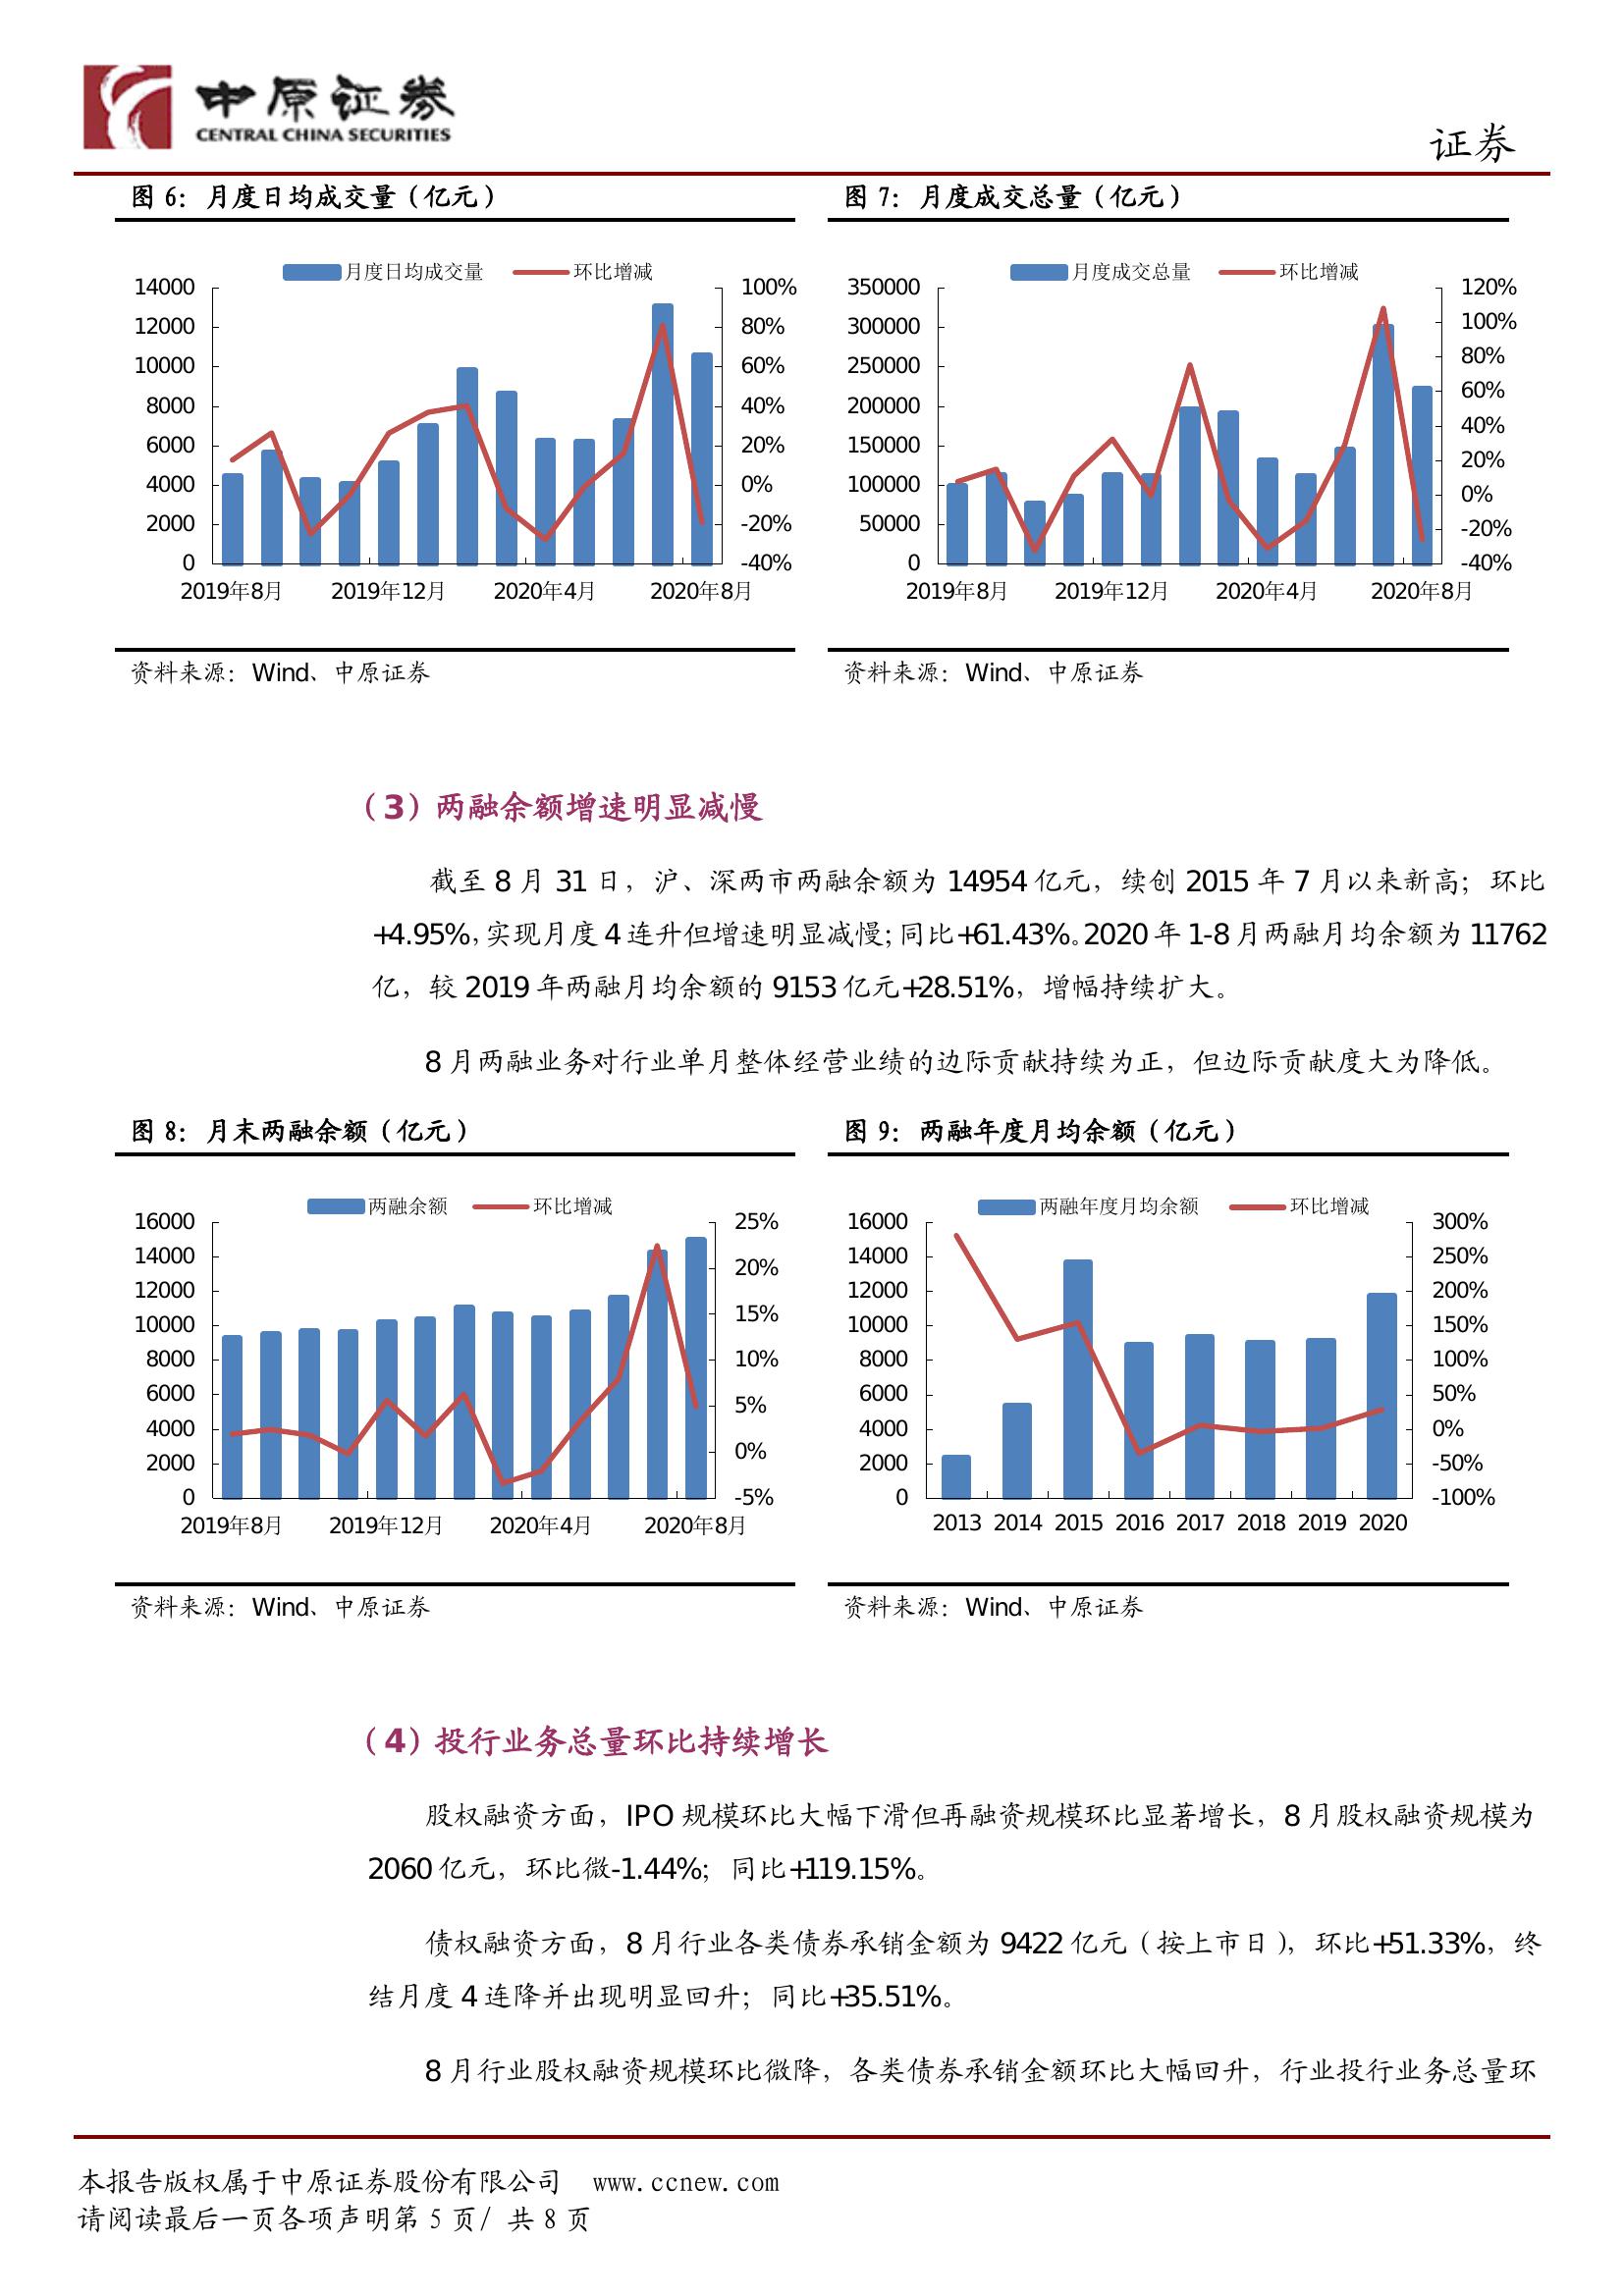 中原证券
CENTRAL CHINA SECURITIES
证券
图 6：月度日均成交量（亿元）
月度日均成交量 环比增减
14000
12000
10000
8000
6000
4000
2000
0
100%
80%
60%
40%
20%
0%
-20%
-40%
2019年8月 2019年12月 2020年4月 2020年8月
资料来源：Wind、中原证券
图 7：月度成交总量（亿元）
月度成交总量 环比增减
350000
300000
250000
200000
150000
100000
50000
0
120%
100%
80%
60%
40%
20%
0%
-20%
-40%
2019年8月 2019年12月 2020年4月 2020年8月
资料来源：Wind、中原证券
（3）两融余额增速明显减慢
截至 8 月 31 日，沪、深两市两融余额为 14954 亿元，续创 2015 年 7 月以来新高；环比
+4.95%，实现月度 4 连升但增速明显减慢；同比+61.43%。2020 年 1-8 月两融月均余额为 11762
亿，较 2019 年两融月均余额的 9153 亿元+28.51%，增幅持续扩大。
8 月两融业务对行业单月整体经营业绩的边际贡献持续为正，但边际贡献度大为降低。
图 8：月末两融余额（亿元）
两融余额 环比增减
16000
14000
12000
10000
8000
6000
4000
2000
0
25%
20%
15%
10%
5%
0%
-5%
2019年8月 2019年12月 2020年4月 2020年8月
资料来源：Wind、中原证券
图 9：两融年度月均余额（亿元）
两融年度月均余额 环比增减
16000
14000
12000
10000
8000
6000
4000
2000
0
300%
250%
200%
150%
100%
50%
0%
-50%
-100%
2013 2014 2015 2016 2017 2018 2019 2020
资料来源：Wind、中原证券
（4）投行业务总量环比持续增长
股权融资方面，IPO 规模环比大幅下滑但再融资规模环比显著增长，8 月股权融资规模为
2060 亿元，环比微-1.44%；同比+119.15%。
债权融资方面，8 月行业各类债券承销金额为 9422 亿元（按上市日），环比+51.33%，终
结月度 4 连降并出现明显回升；同比+35.51%。
8 月行业股权融资规模环比微降，各类债券承销金额环比大幅回升，行业投行业务总量环
本报告版权属于中原证券股份有限公司 www.ccnew.com
请阅读最后一页各项声明第 5 页/ 共 8 页